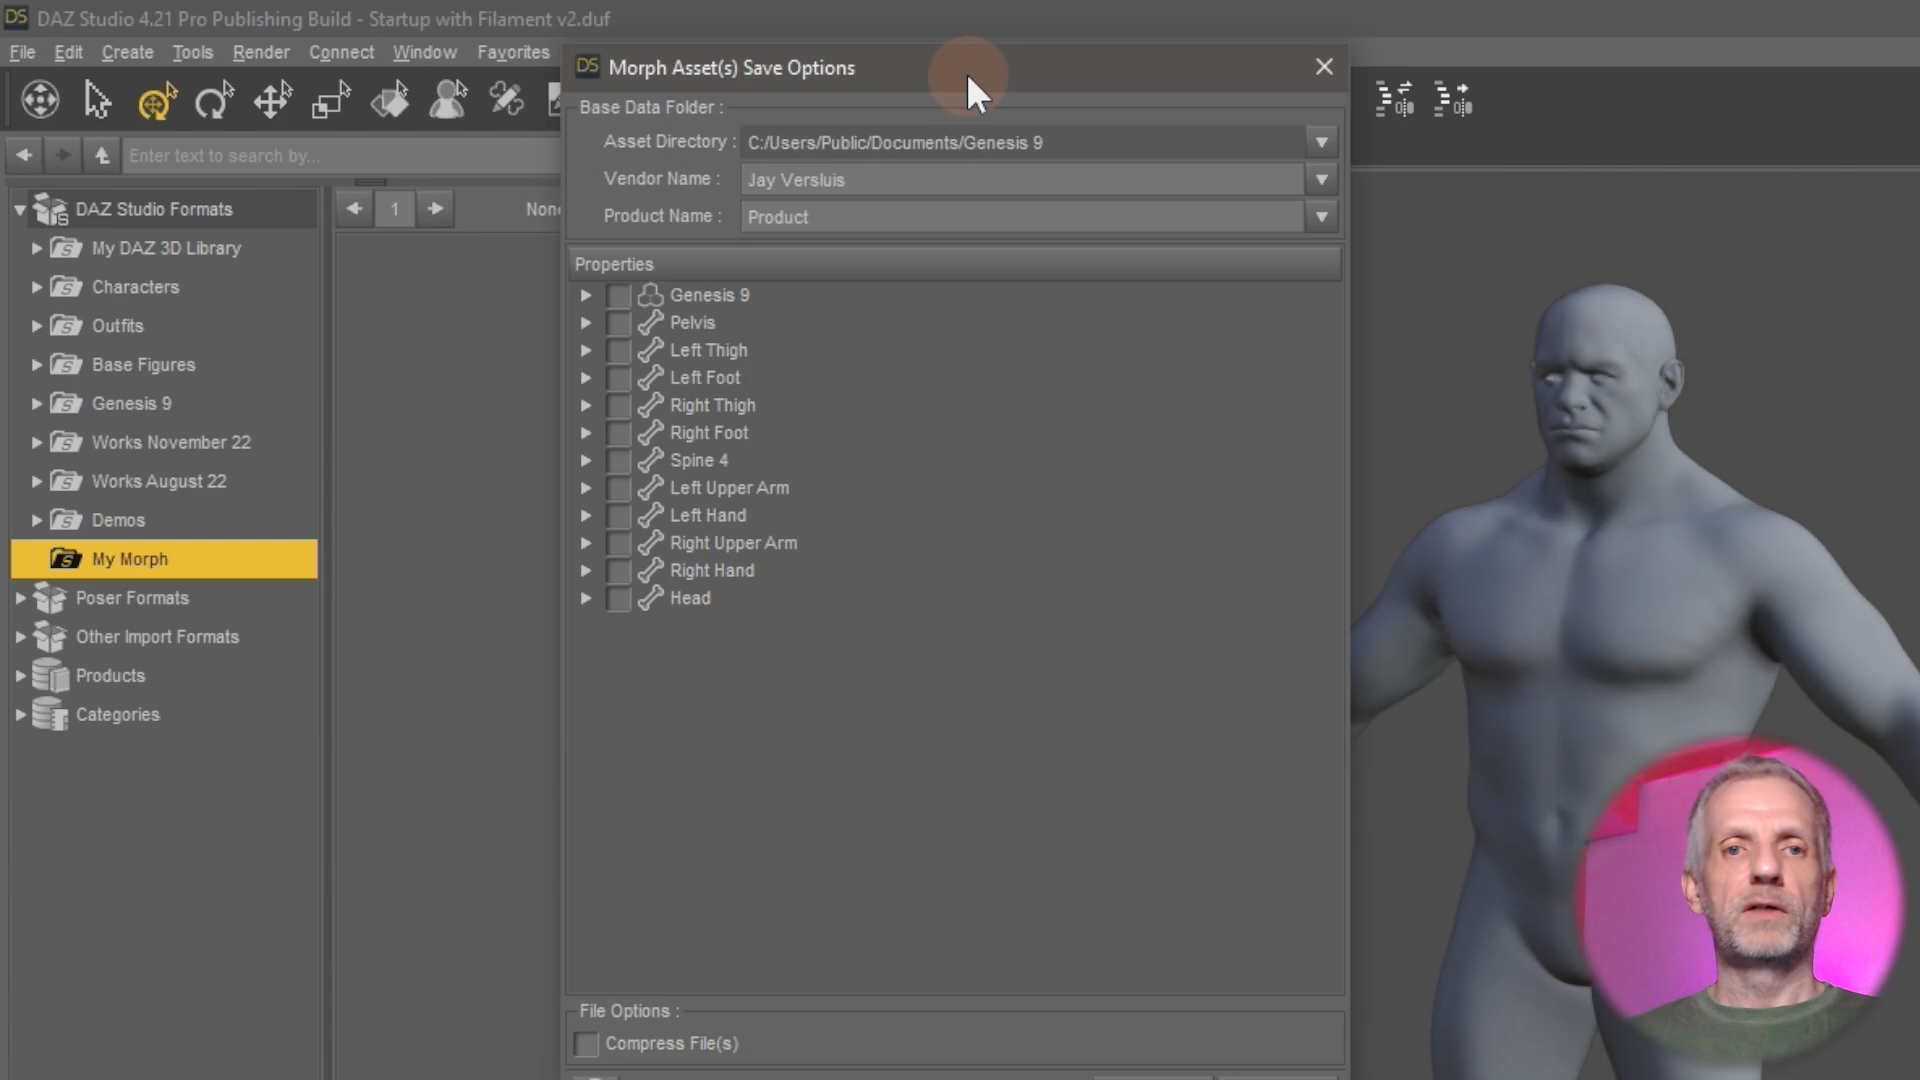 DS DAZ Studio 4.21 Pro Publishing Build - Startup with Filament v2.duf
File Edit Create Tools Render Connect Window Favorites
DS Morph Asset(s) Save Options
Base Data Folder :
Asset Directory : C:/Users/Public/Documents/Genesis 9
Vendor Name : Jay Versluis
Product Name : Product
Enter text to search by...
1
None
DAZ Studio Formats
My DAZ 3D Library
Characters
Outfits
Base Figures
Genesis 9
Works November 22
Works August 22
Demos
My Morph
Poser Formats
Other Import Formats
Products
Categories
Properties
Genesis 9
Pelvis
Left Thigh
Left Foot
Right Thigh
Right Foot
Spine 4
Left Upper Arm
Left Hand
Right Upper Arm
Right Hand
Head
File Options :
Compress File(s)